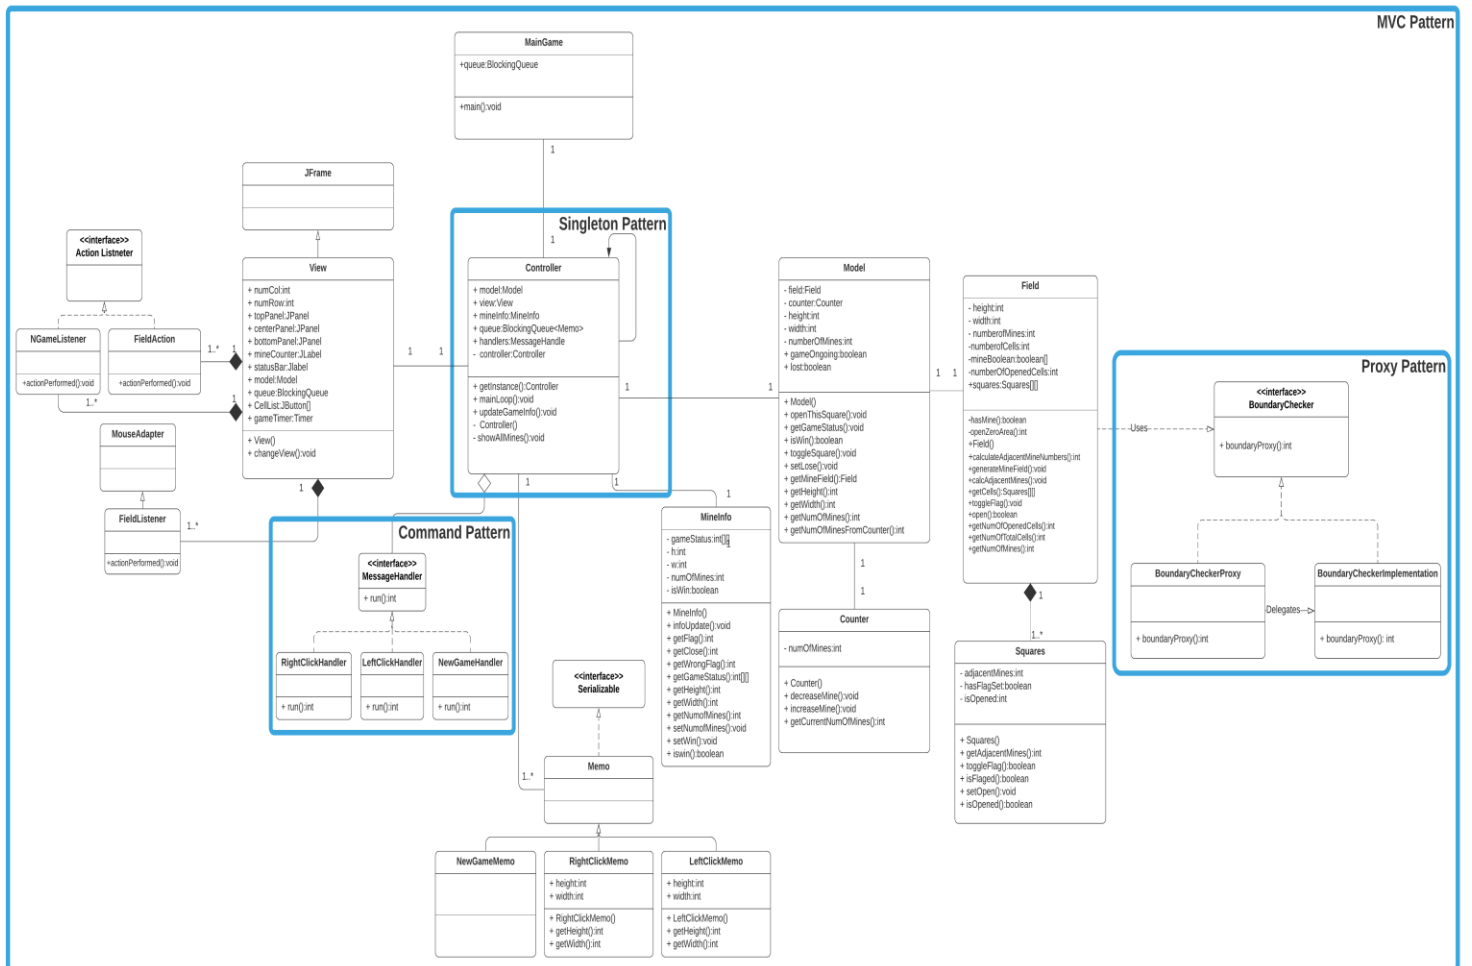 MVC Pattern
MainGame
+queue:BlockingQueue
+main():void
1
JFrame
1
Singleton Pattern
<<interface>>
Action Listneter
View
+ numCol:int
+ numRow:int
+ topPanel:JPanel
+ centerPanel:JPanel
+ bottomPanel:JPanel
+ mineCounter:JLabel
+ statusBar:Jlabel
+ model:Model
+ queue:BlockingQueue
+ CellList:JButton[]
+ gameTimer:Timer
+ View()
+ changeView():void
NGameListener
+actionPerformed():void
FieldAction
+actionPerformed():void
1..*
1
1..*
1
MouseAdapter
FieldListener
+actionPerformed():void
1..*
1
1
1
Controller
+ model:Model
+ view:View
+ mineInfo:MineInfo
+ queue:BlockingQueue<Memo>
+ handlers:MessageHandle
- controller:Controller
+ getInstance():Controller
+ mainLoop():void
+ updateGameInfo():void
- Controller()
- showAllMines():void
1
1
1
1
1
Model
- field:Field
- counter:Counter
- height:int
- width:int
- numberOfMines:int
+ gameOngoing:boolean
+ lost:boolean
+ Model()
+ openThisSquare():void
+ getGameStatus():void
+ isWin():boolean
+ toggleSquare():void
+ setLose():void
+ getMineField():Field
+ getHeight():int
+ getWidth():int
+ getNumOfMines():int
+ getNumOfMinesFromCounter():int
1
1
Field
- height:int
- width:int
- numberofMines:int
-numberofCells:int
-mineBoolean:boolean[]
-numberOfOpenedCells:int
+squares:Squares[][]
-hasMine():boolean
-openZeroArea():int
+Field()
+calculateAdjacentMineNumbers():int
+generateMineField():void
+calcAdjacentMines():void
+getCells():Squares[][]
+toggleFlag():void
+open():boolean
+getNumOfOpenedCells():int
+getNumOfTotalCells():int
+getNumOfMines():int
Uses
Proxy Pattern
<<interface>>
BoundaryChecker
+ boundaryProxy():int
BoundaryCheckerProxy
+ boundaryProxy():int
Delegates
BoundaryCheckerImplementation
+ boundaryProxy(): int
Command Pattern
<<interface>>
MessageHandler
+ run():int
RightClickHandler
+ run():int
LeftClickHandler
+ run():int
NewGameHandler
+ run():int
MineInfo
- gameStatus:int[][]
- h:int
- w:int
- numOfMines:int
- isWin:boolean
+ MineInfo()
+ infoUpdate():void
+ getFlag():int
+ getClose():int
+ getWrongFlag():int
+ getGameStatus():int[][]
+ getHeight():int
+ getWidth():int
+ getNumofMines():int
+ setNumofMines():void
+ setWin():void
+ iswin():boolean
1
1
Counter
- numOfMines:int
+ Counter()
+ decreaseMine():void
+ increaseMine():void
+ getCurrentNumOfMines():int
1
1..*
Squares
- adjacentMines:int
- hasFlagSet:boolean
- isOpened:int
+ Squares()
+ getAdjacentMines():int
+ toggleFlag():boolean
+ isFlaged():boolean
+ setOpen():void
+ isOpened():boolean
<<interface>>
Serializable
1..*
Memo
NewGameMemo
RightClickMemo
+ height:int
+ width:int
+ RightClickMemo()
+ getHeight():int
+ getWidth():int
LeftClickMemo
+ height:int
+ width:int
+ LeftClickMemo()
+ getHeight():int
+ getWidth():int